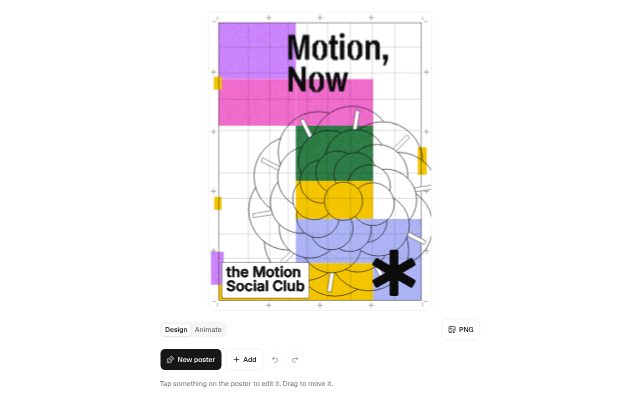 Motion,
Now
the Motion
Social Club
Design Animate
PNG
New poster
+ Add
Tap something on the poster to edit it. Drag to move it.